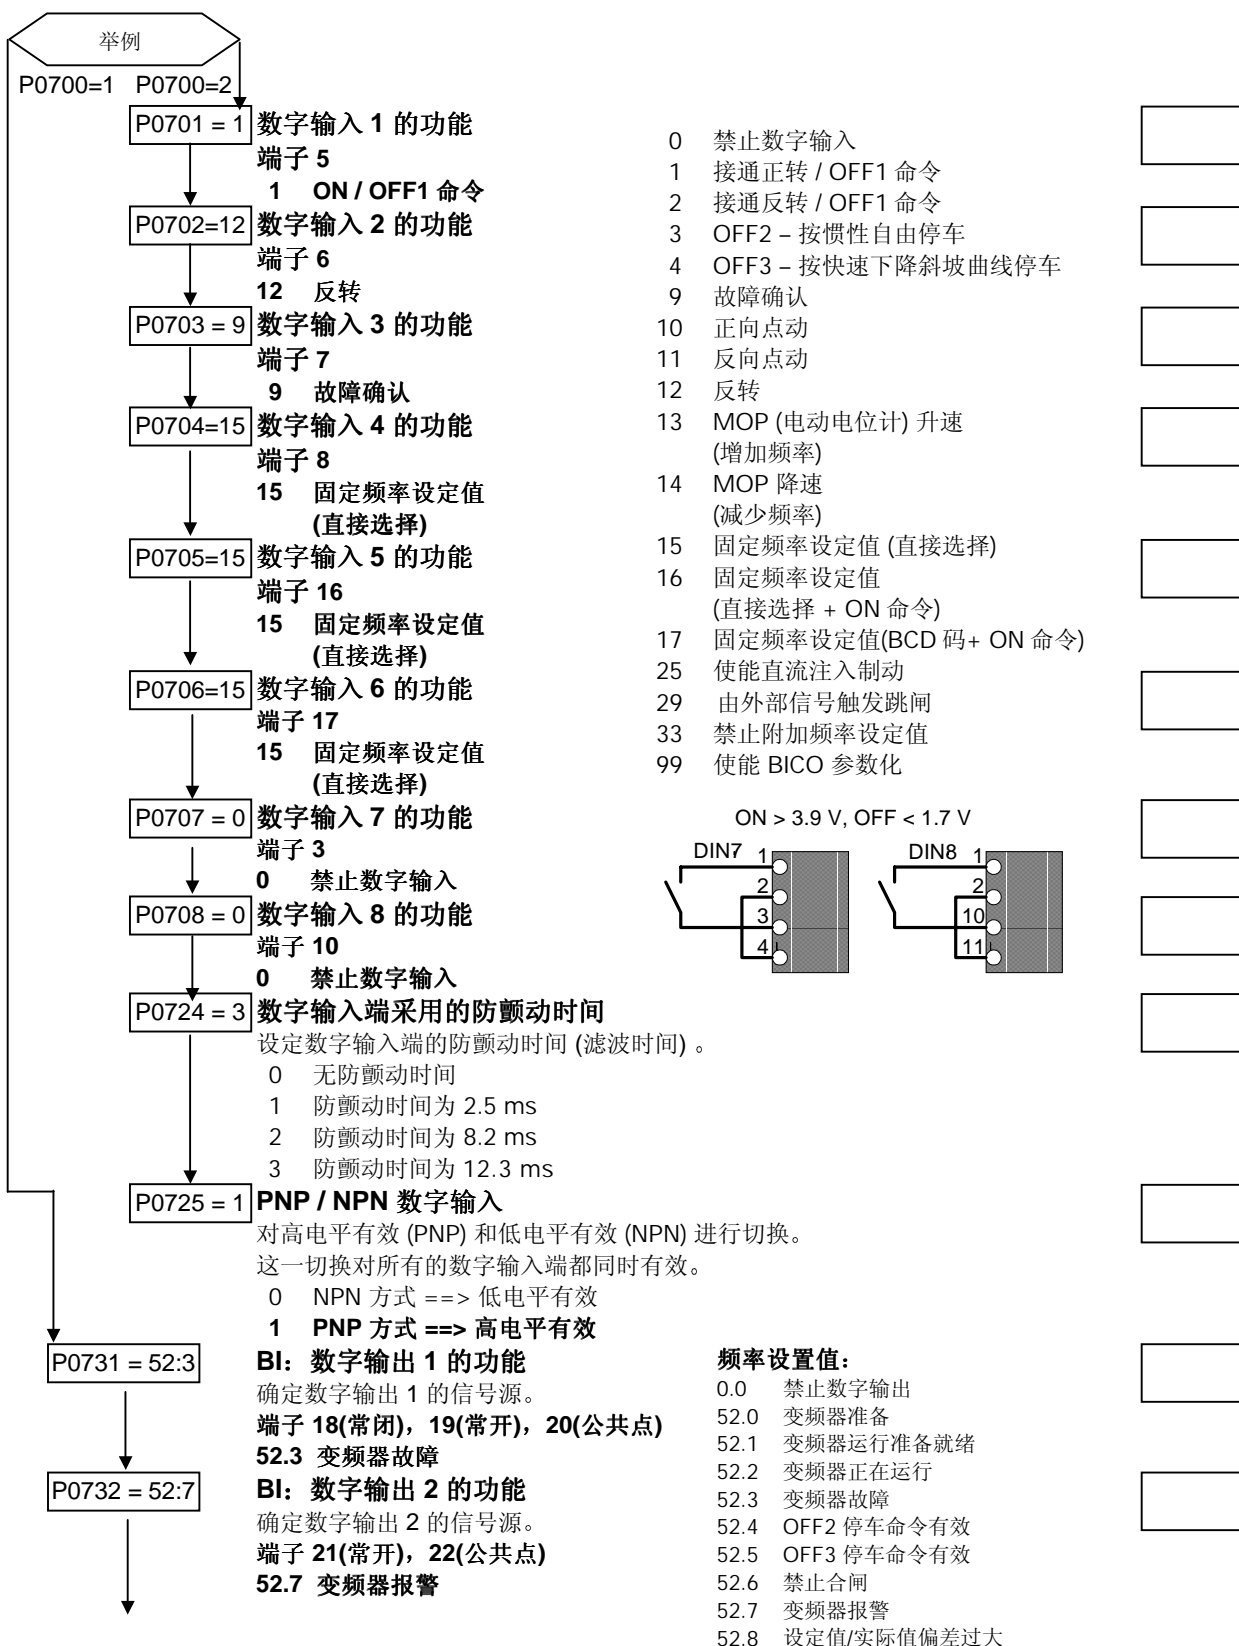 举例
P0700=1 P0700=2
P0701 = 1 数字输入 1 的功能
端子 5
1 ON / OFF1 命令
P0702=12 数字输入 2 的功能
端子 6
12 反转
P0703 = 9 数字输入 3 的功能
端子 7
9 故障确认
P0704=15 数字输入 4 的功能
端子 8
15 固定频率设定值
(直接选择)
P0705=15 数字输入 5 的功能
端子 16
15 固定频率设定值
(直接选择)
P0706=15 数字输入 6 的功能
端子 17
15 固定频率设定值
(直接选择)
P0707 = 0 数字输入 7 的功能
端子 3
0 禁止数字输入
P0708 = 0 数字输入 8 的功能
端子 10
0 禁止数字输入
0 禁止数字输入
1 接通正转 / OFF1 命令
2 接通反转 / OFF1 命令
3 OFF2 – 按惯性自由停车
4 OFF3 – 按快速下降斜坡曲线停车
9 故障确认
10 正向点动
11 反向点动
12 反转
13 MOP (电动电位计) 升速
(增加频率)
14 MOP 降速
(减少频率)
15 固定频率设定值 (直接选择)
16 固定频率设定值
(直接选择 + ON 命令)
17 固定频率设定值(BCD 码+ ON 命令)
25 使能直流注入制动
29 由外部信号触发跳闸
33 禁止附加频率设定值
99 使能 BICO 参数化
ON > 3.9 V, OFF < 1.7 V
DIN7 1
2
3
4
DIN8 1
2
10
11
P0724 = 3 数字输入端采用的防颤动时间
设定数字输入端的防颤动时间 (滤波时间) 。
0 无防颤动时间
1 防颤动时间为 2.5 ms
2 防颤动时间为 8.2 ms
3 防颤动时间为 12.3 ms
P0725 = 1 PNP / NPN 数字输入
对高电平有效 (PNP) 和低电平有效 (NPN) 进行切换。
这一切换对所有的数字输入端都同时有效。
0 NPN 方式 ==> 低电平有效
1 PNP 方式 ==> 高电平有效
P0731 = 52:3 BI：数字输出 1 的功能
确定数字输出 1 的信号源。
端子 18(常闭)，19(常开)，20(公共点)
52.3 变频器故障
P0732 = 52:7 BI：数字输出 2 的功能
确定数字输出 2 的信号源。
端子 21(常开)，22(公共点)
52.7 变频器报警
频率设置值：
0.0 禁止数字输出
52.0 变频器准备
52.1 变频器运行准备就绪
52.2 变频器正在运行
52.3 变频器故障
52.4 OFF2 停车命令有效
52.5 OFF3 停车命令有效
52.6 禁止合闸
52.7 变频器报警
52.8 设定值/实际值偏差过大